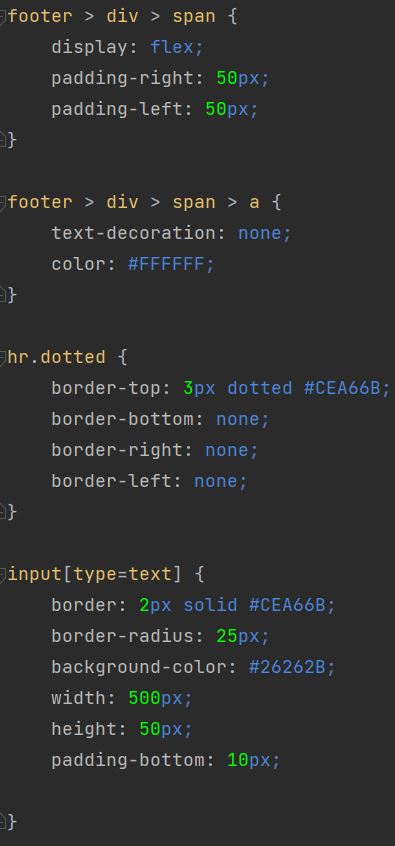 footer > div > span {
    display: flex;
    padding-right: 50px;
    padding-left: 50px;
}

footer > div > span > a {
    text-decoration: none;
    color: #FFFFFF;
}

hr.dotted {
    border-top: 3px dotted #CEA66B;
    border-bottom: none;
    border-right: none;
    border-left: none;
}

input[type=text] {
    border: 2px solid #CEA66B;
    border-radius: 25px;
    background-color: #26262B;
    width: 500px;
    height: 50px;
    padding-bottom: 10px;

}